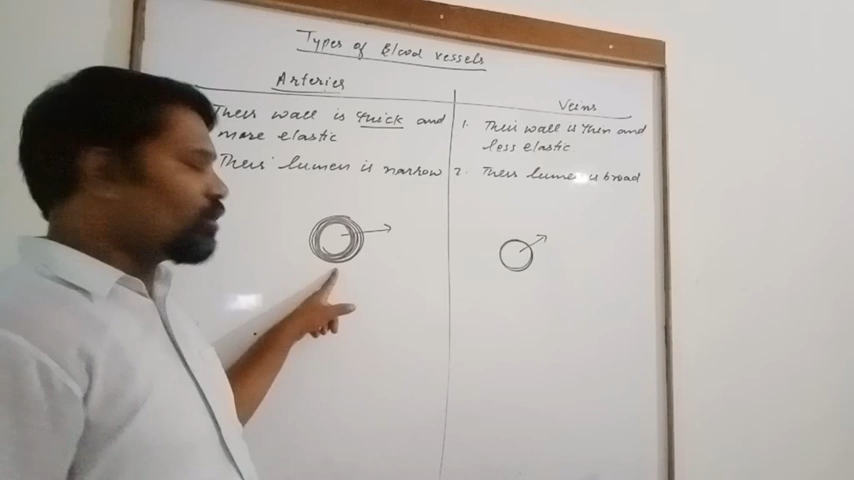 Types of Blood vessels
Arteries
Their wall is thick and
more elastic
Their lumen is narrow
Veins
1. Their wall is thin and
less elastic
2. Their lumen is broad